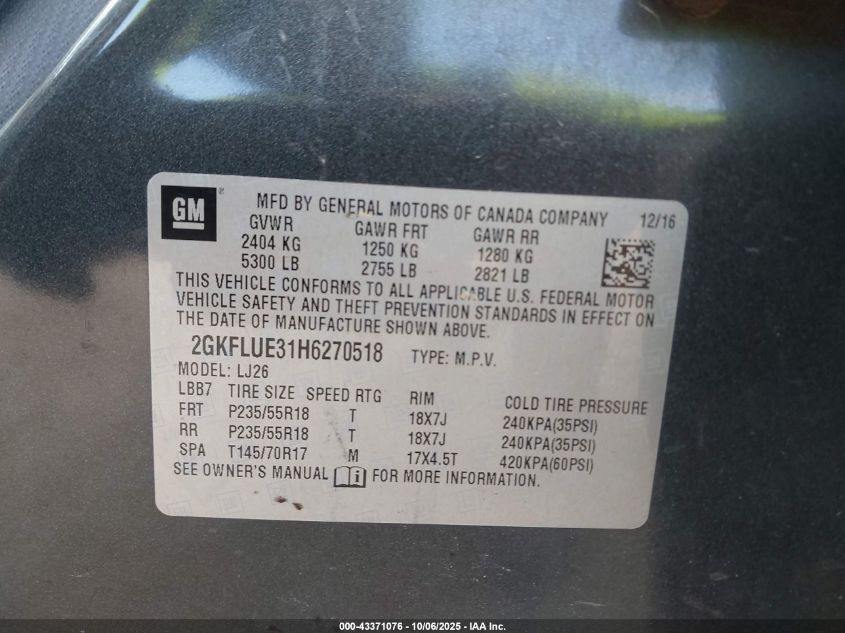 GM ® MFD BY GENERAL MOTORS OF CANADA COMPANY 12/16
GVWR GAWR FRT GAWR RR
2404 KG 1250 KG 1280 KG
5300 LB 2755 LB 2821 LB
THIS VEHICLE CONFORMS TO ALL APPLICABLE U.S. FEDERAL MOTOR
VEHICLE SAFETY AND THEFT PREVENTION STANDARDS IN EFFECT ON
THE DATE OF MANUFACTURE SHOWN ABOVE.
2GKFLUE31H6270518 TYPE: M.P.V.
MODEL: LJ26
LBB7 TIRE SIZE SPEED RTG RIM COLD TIRE PRESSURE
FRT P235/55R18 T 18X7J 240KPA(35PSI)
RR P235/55R18 T 18X7J 240KPA(35PSI)
SPA T145/70R17 M 17X4.5T 420KPA(60PSI)
SEE OWNER'S MANUAL FOR MORE INFORMATION.
000-43371076 - 10/06/2025 - IAA Inc.